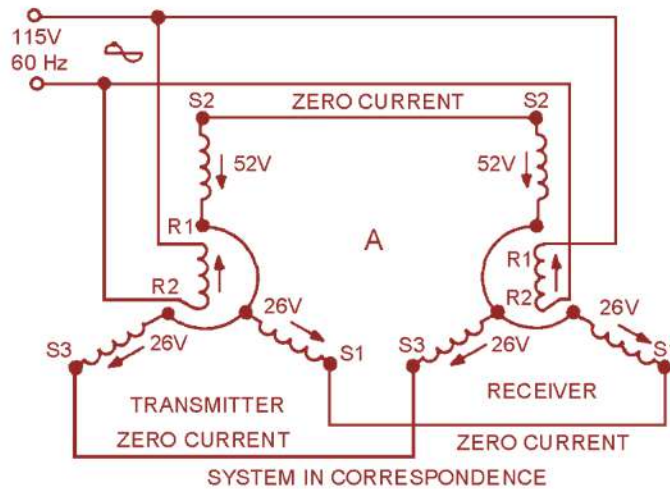 115V
60 Hz
S2
ZERO CURRENT
S2
52V
52V
R1
A
R1
R2
R2
26V
26V
S3
26V
S1
S3
26V
S
TRANSMITTER
RECEIVER
ZERO CURRENT
ZERO CURRENT
SYSTEM IN CORRESPONDENCE